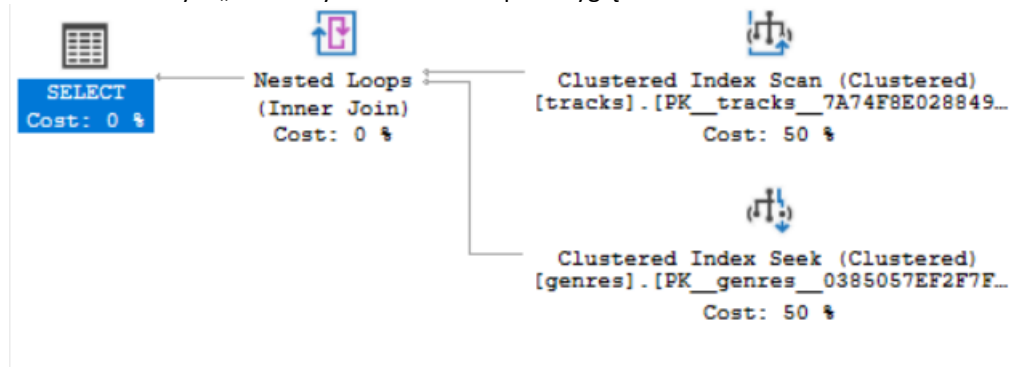 SELECT
Cost: 0 %
Nested Loops
(Inner Join)
Cost: 0 %
Clustered Index Scan (Clustered)
[tracks].[PK__tracks__7A74F8E028849…
Cost: 50 %
Clustered Index Seek (Clustered)
[genres].[PK__genres__0385057EF2F7F…
Cost: 50 %